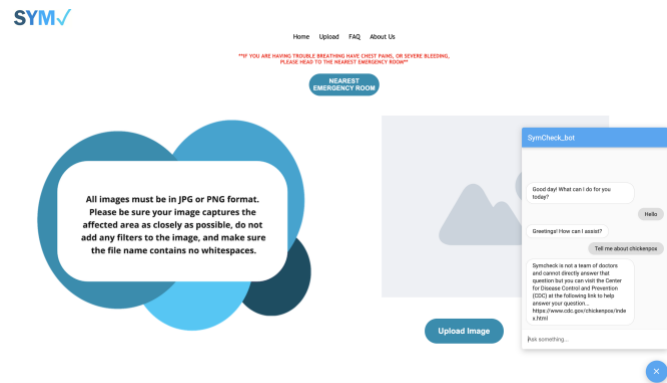 SYM✓
Home Upload FAQ About Us
**IF YOU ARE HAVING TROUBLE BREATHING HAVE CHEST PAINS, OR SEVERE BLEEDING,
PLEASE HEAD TO THE NEAREST EMERGENCY ROOM**
NEAREST
EMERGENCY ROOM
All images must be in JPG or PNG format.
Please be sure your image captures the
affected area as closely as possible, do not
add any filters to the image, and make sure
the file name contains no whitespaces.
Upload Image
SymCheck_bot
Good day! What can I do for you
today?
Hello
Greetings! How can I assist?
Tell me about chickenpox
Symcheck is not a team of doctors
and cannot directly answer that
question but you can visit the Center
for Disease Control and Prevention
(CDC) at the following link to help
answer your question...
https://www.cdc.gov/chickenpox/inde
x.html
Ask something...